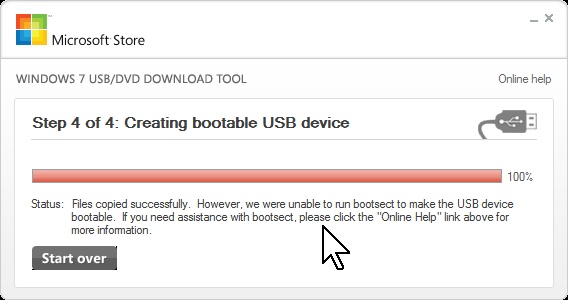 Microsoft Store
WINDOWS 7 USB/DVD DOWNLOAD TOOL
Online help
Step 4 of 4: Creating bootable USB device
100%
Status: Files copied successfully. However, we were unable to run bootsect to make the USB device
bootable. If you need assistance with bootsect, please click the "Online Help" link above for
more information.
Start over